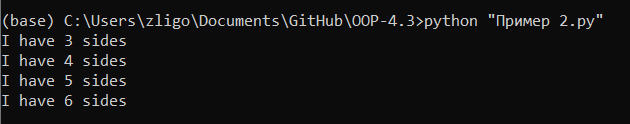 (base) C:\Users\zligo\Documents\GitHub\OOP-4.3>python "Пример 2.py"
I have 3 sides
I have 4 sides
I have 5 sides
I have 6 sides